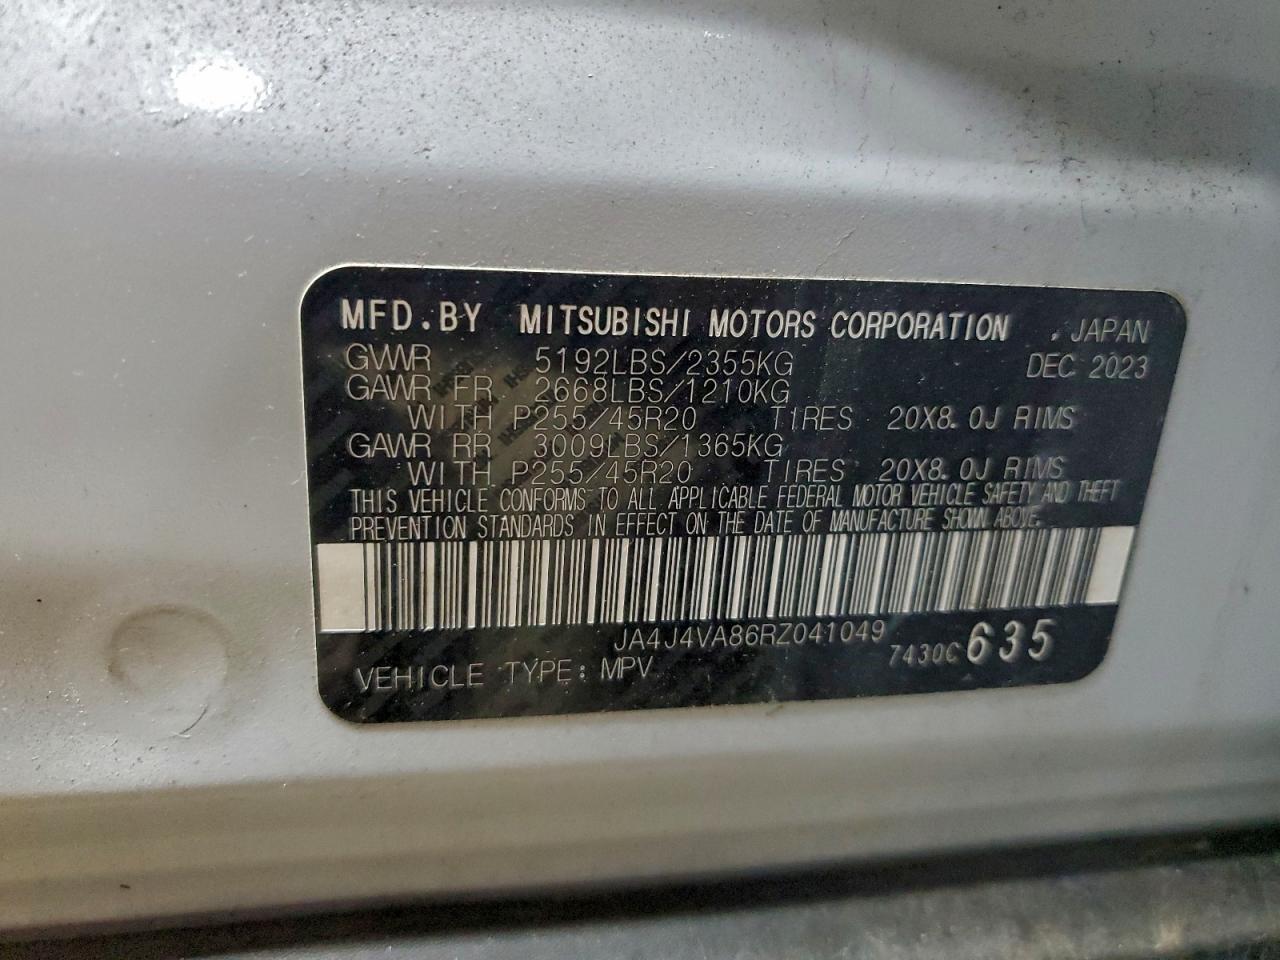 MFD.BY MITSUBISHI MOTORS CORPORATION .JAPAN
GVWR 5192LBS/2355KG DEC 2023
GAWR FR 2668LBS/1210KG
WITH P255/45R20 TIRES 20X8.0J RIMS
GAWR RR 3009LBS/1365KG
WITH P255/45R20 TIRES 20X8.0J RIMS
THIS VEHICLE CONFORMS TO ALL APPLICABLE FEDERAL MOTOR VEHICLE SAFETY AND THEFT
PREVENTION STANDARDS IN EFFECT ON THE DATE OF MANUFACTURE SHOWN ABOVE.
JA4J4VA86RZ041049
7430C635
VEHICLE TYPE: MPV